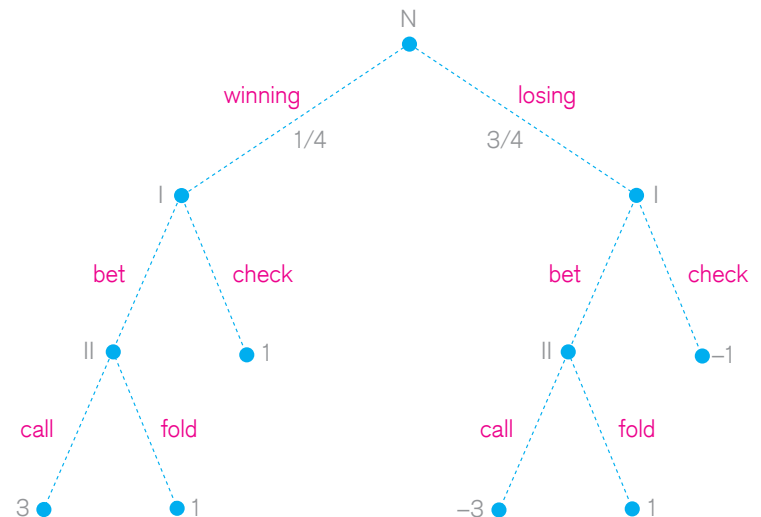 N
winning
losing
1/4
3/4
I
I
bet
check
bet
check
II
1
II
–1
call
fold
call
fold
3
1
–3
1